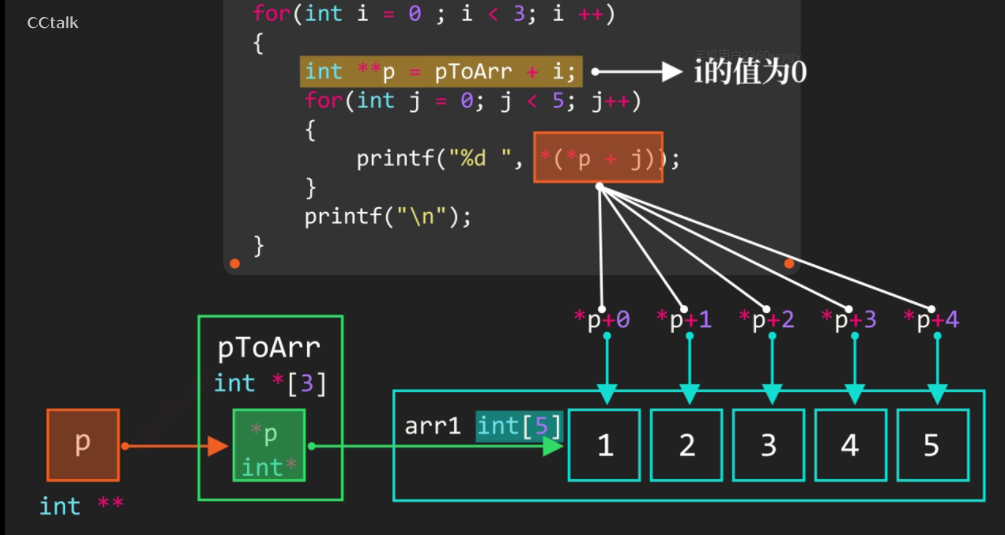 CCtalk
for(int i = 0 ; i < 3; i ++)
{
int **p = pToArr + i;
i的值为0
for(int j = 0; j < 5; j++)
{
printf("%d ", *(*p + j));
}
printf("\n");
}
*p+0 *p+1 *p+2 *p+3 *p+4
pToArr
int *[3]
p
*p
int*
int **
arr1 int[5]
1 2 3 4 5